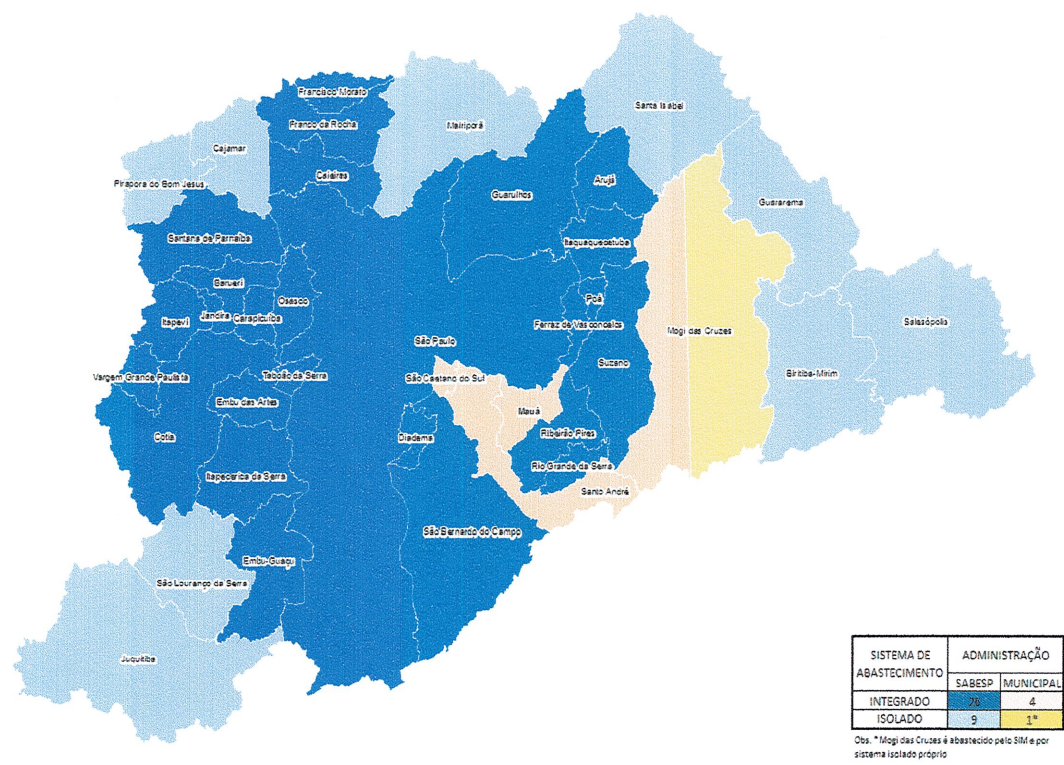 Francisco Morato
Santa Isabel
Franco da Rocha
Mairiporã
Cajamar
Caieiras
Pirapora do Bom Jesus
Arujá
Guarulhos
Guararema
Santana de Parnaíba
Itaquaquecetuba
Barueri
Osasco
Poá
Jandira
Carapicuíba
Itapevi
Ferraz de Vasconcelos
Salesópolis
Mogi das Cruzes
São Paulo
Suzano
Biritiba-Mirim
Vargem Grande Paulista
Taboão da Serra
São Caetano do Sul
Embu das Artes
Mauá
Cotia
Diadema
Ribeirão Pires
Rio Grande da Serra
Itapecerica da Serra
Santo André
São Bernardo do Campo
Embu-Guaçu
São Lourenço da Serra
Juquitiba
SISTEMA DE ABASTECIMENTO
ADMINISTRAÇÃO
SABESP MUNICIPAL
INTEGRADO 4
ISOLADO 9 1*
Obs. * Mogi das Cruzes é abastecido pelo SIM e por
sistema isolado próprio